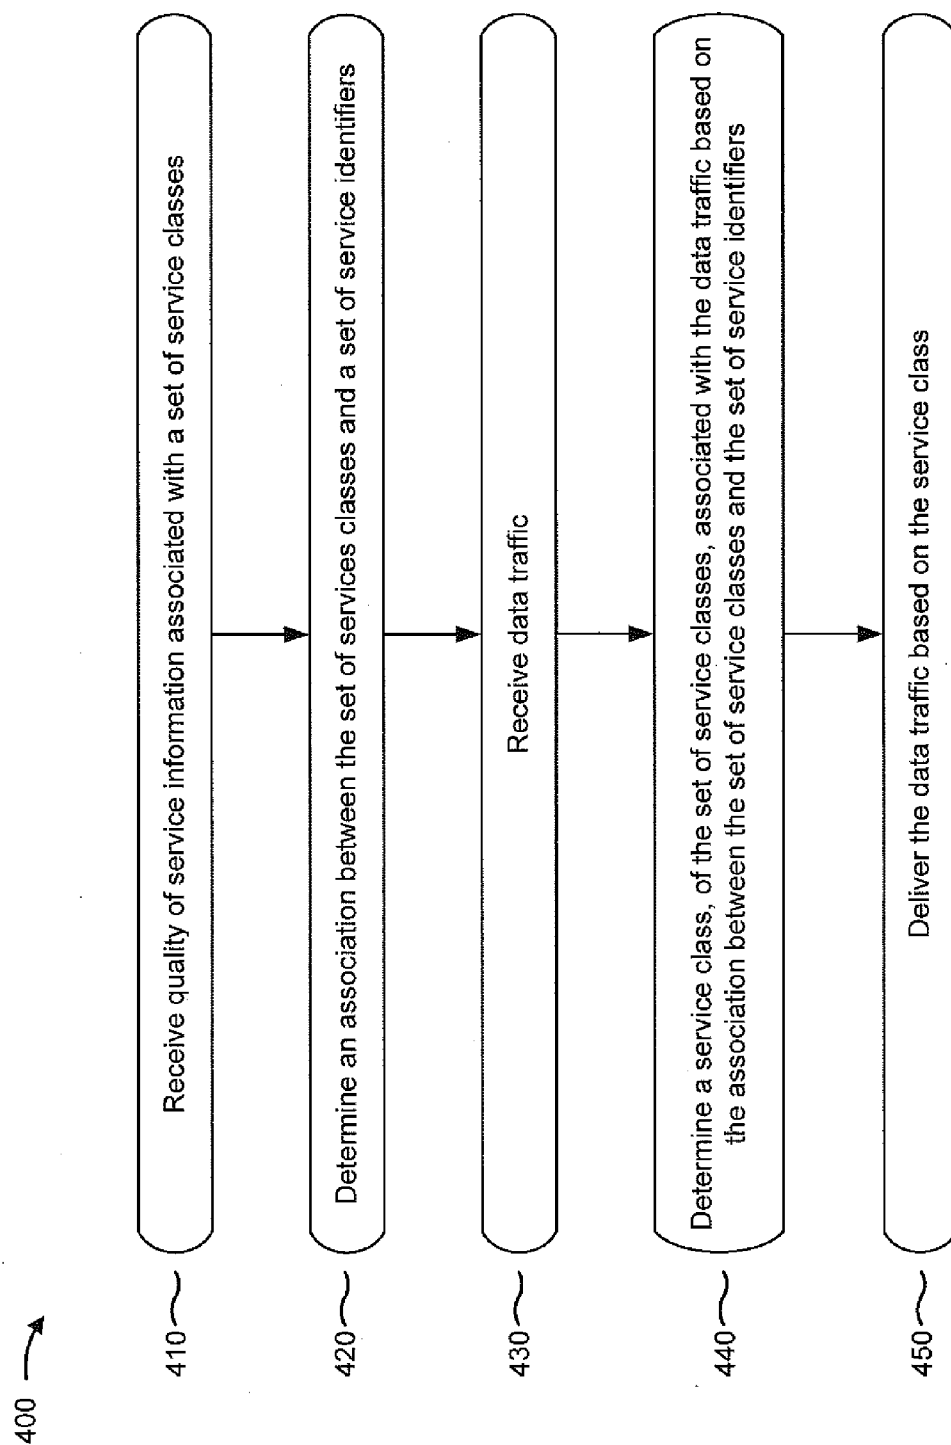 400
410
Receive quality of service information associated with a set of service classes
420
Determine an association between the set of services classes and a set of service identifiers
430
Receive data traffic
440
Determine a service class, of the set of service classes, associated with the data traffic based on
the association between the set of service classes and the set of service identifiers
450
Deliver the data traffic based on the service class